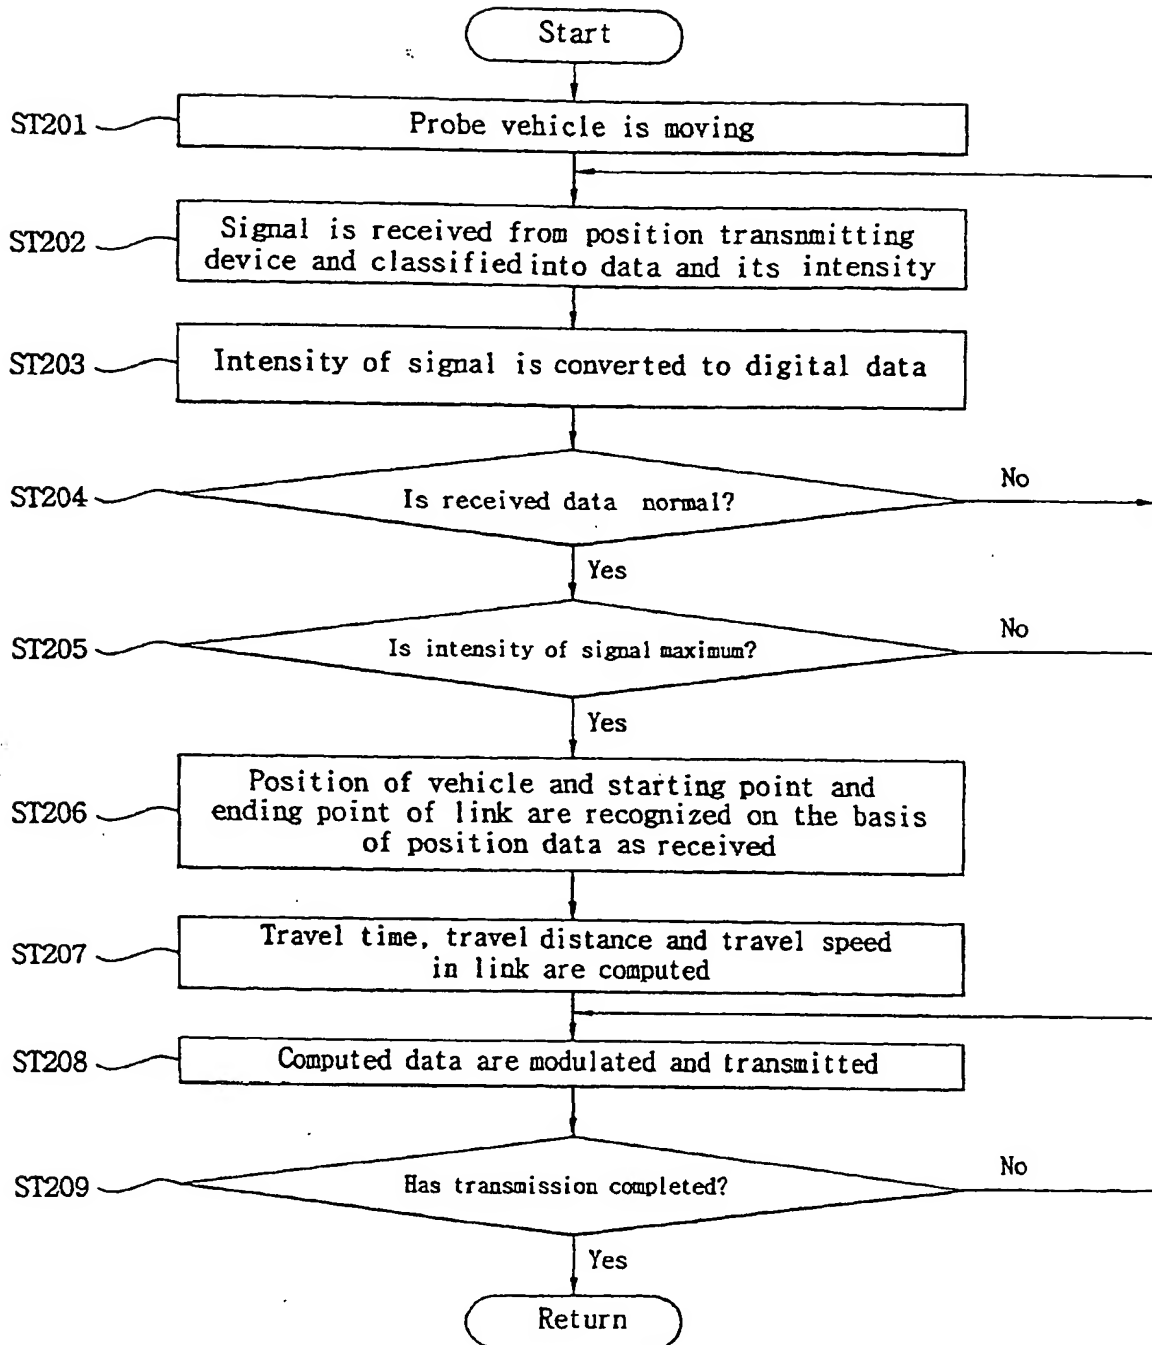 Start
ST201
Probe vehicle is moving
ST202
Signal is received from position transnmitting
device and classified into data and its intensity
ST203
Intensity of signal is converted to digital data
ST204
Is received data normal?
No
Yes
ST205
Is intensity of signal maximum?
No
Yes
ST206
Position of vehicle and starting point and
ending point of link are recognized on the basis
of position data as received
ST207
Travel time, travel distance and travel speed
in link are computed
ST208
Computed data are modulated and transmitted
ST209
Has transmission completed?
No
Yes
Return